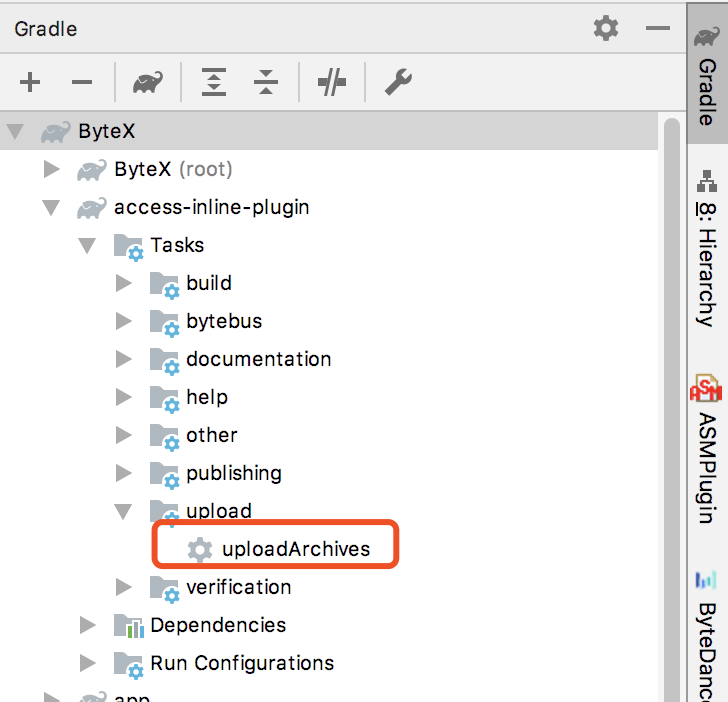 Gradle
ByteX
ByteX (root)
access-inline-plugin
Tasks
build
bytebus
documentation
help
other
publishing
upload
uploadArchives
verification
Dependencies
Run Configurations
app
Gradle
8: Hierarchy
ASM
ASMPlugin
ByteDanc